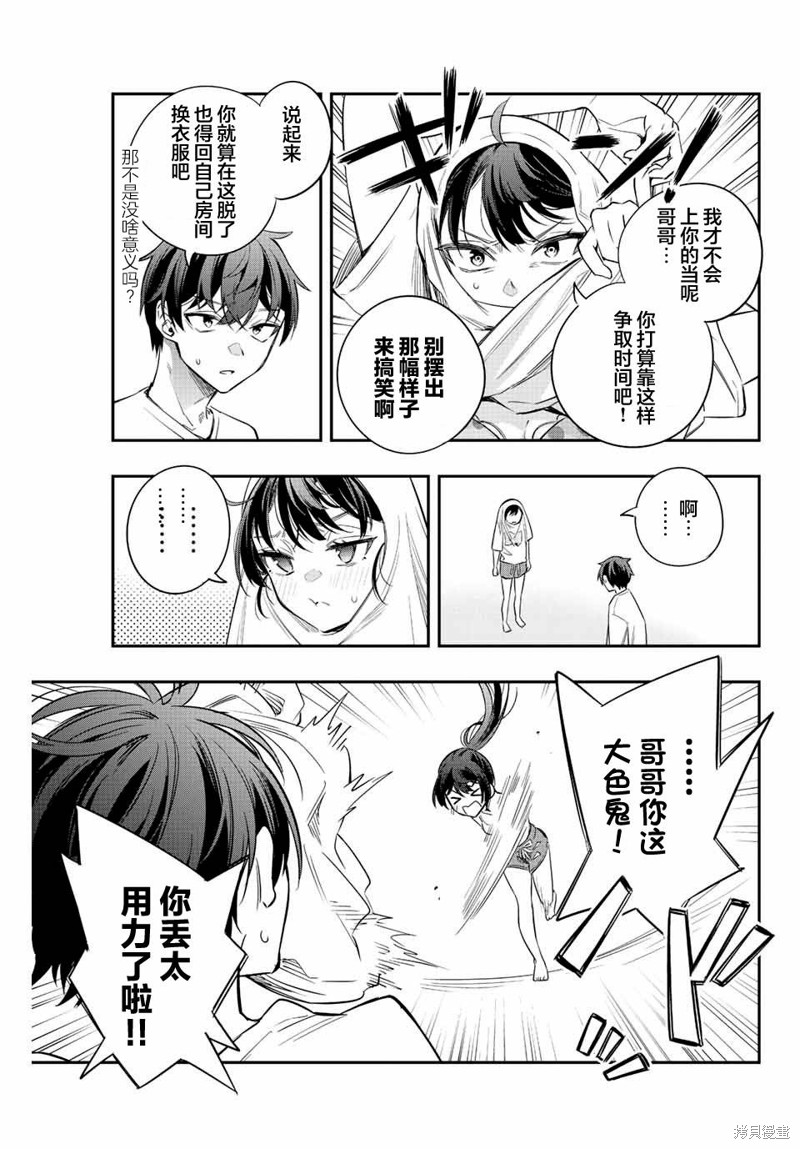 我才不会
上你的当呢
哥哥…
你打算靠这样
争取时间吧！
别摆出
那幅样子
来搞笑啊
说起来
你就算在这脱了
也得回自己房间
换衣服吧
那不是没啥意义吗？
啊
……
……
……
……
哥哥你这
大色鬼！
你丢太
用力了啦!!
拷貝漫畫